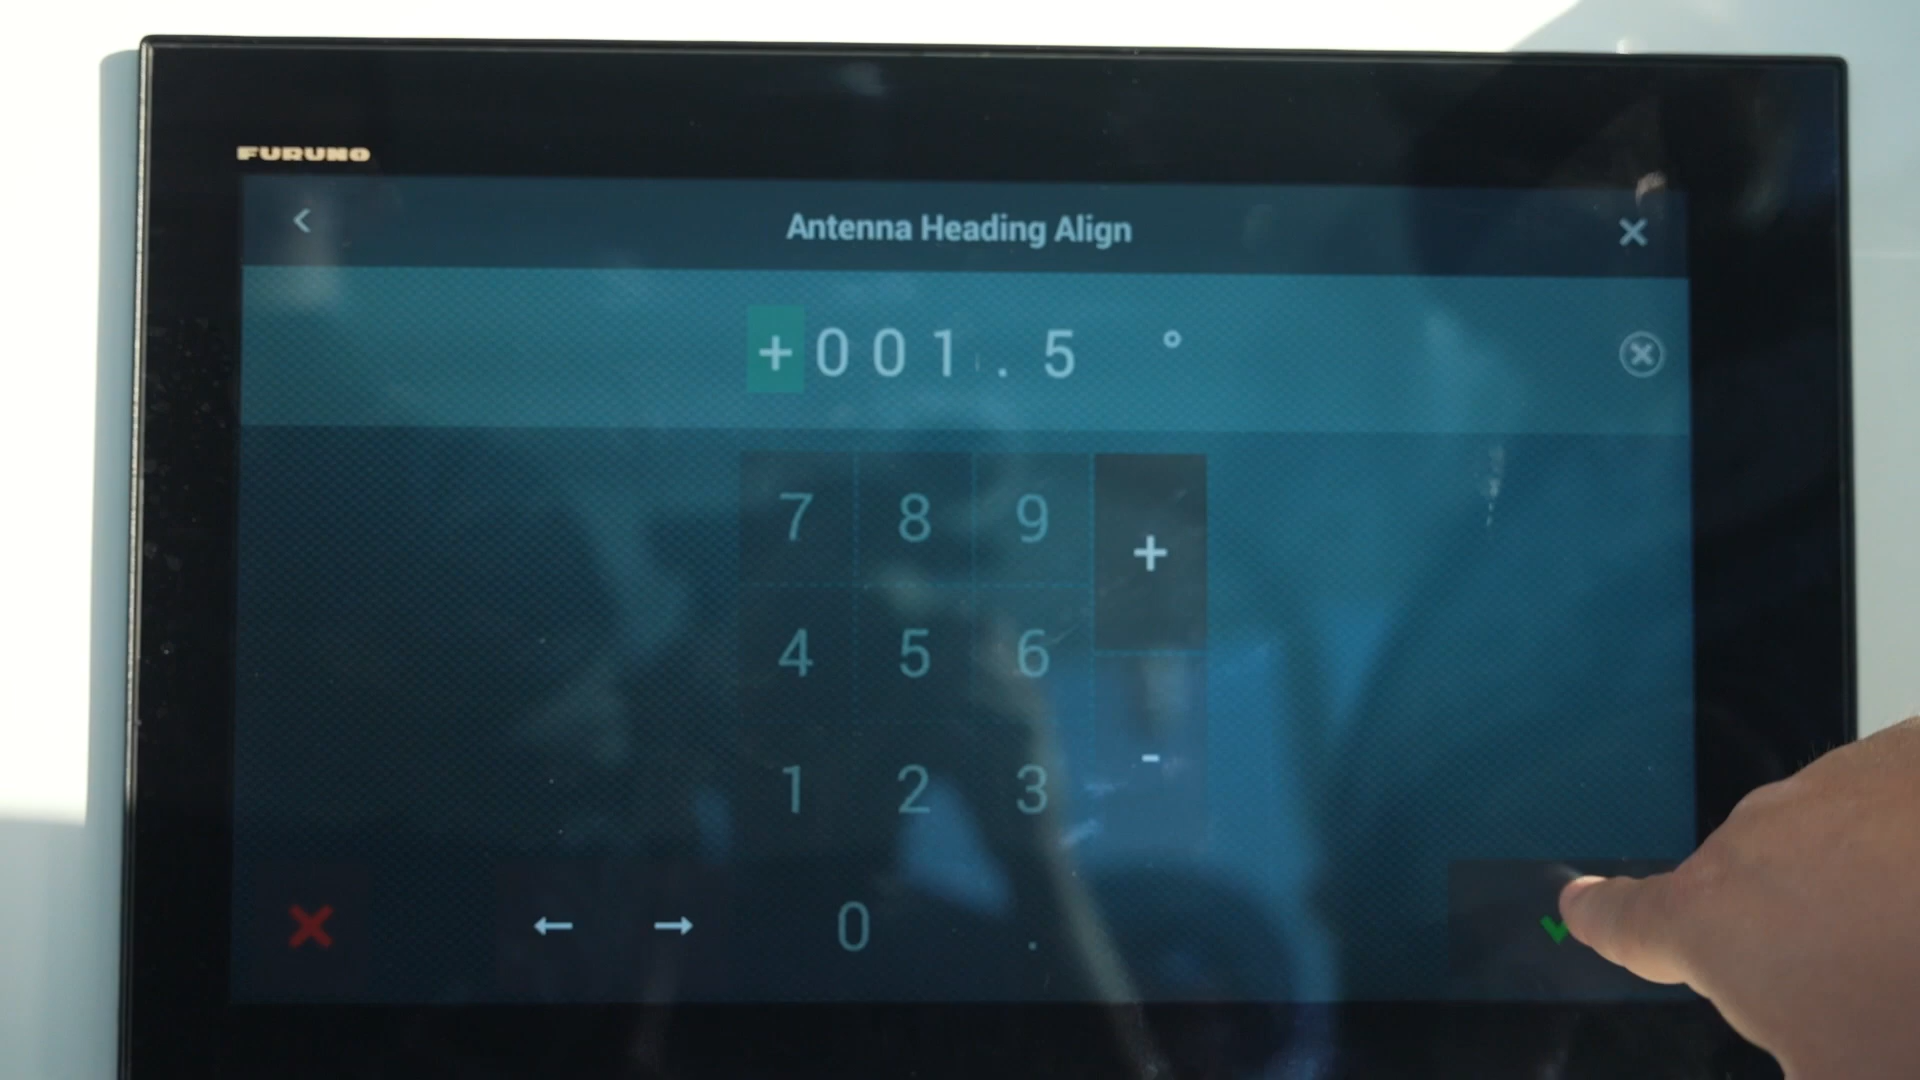 FURUNO
Antenna Heading Align
+001.5 °
7 8 9 +
4 5 6
1 2 3 -
0 .